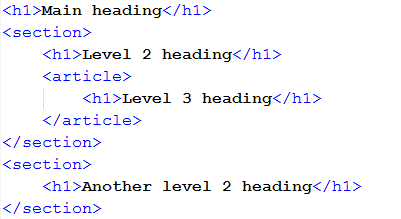 <h1>Main heading</h1>
<section>
    <h1>Level 2 heading</h1>
    <article>
        <h1>Level 3 heading</h1>
    </article>
</section>
<section>
    <h1>Another level 2 heading</h1>
</section>